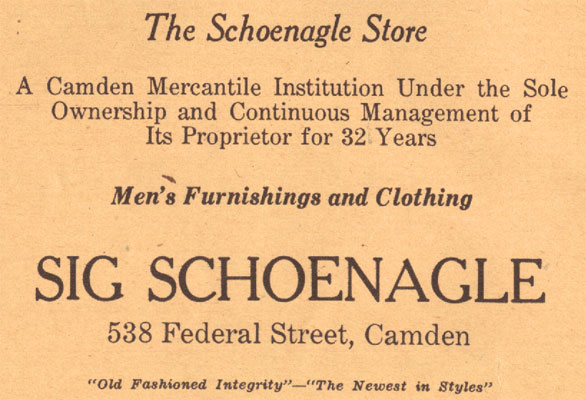 The Schoenagle Store
A Camden Mercantile Institution Under the Sole
Ownership and Continuous Management of
Its Proprietor for 32 Years
Men's Furnishings and Clothing
SIG SCHOENAGLE
538 Federal Street, Camden
"Old Fashioned Integrity"—"The Newest in Styles"